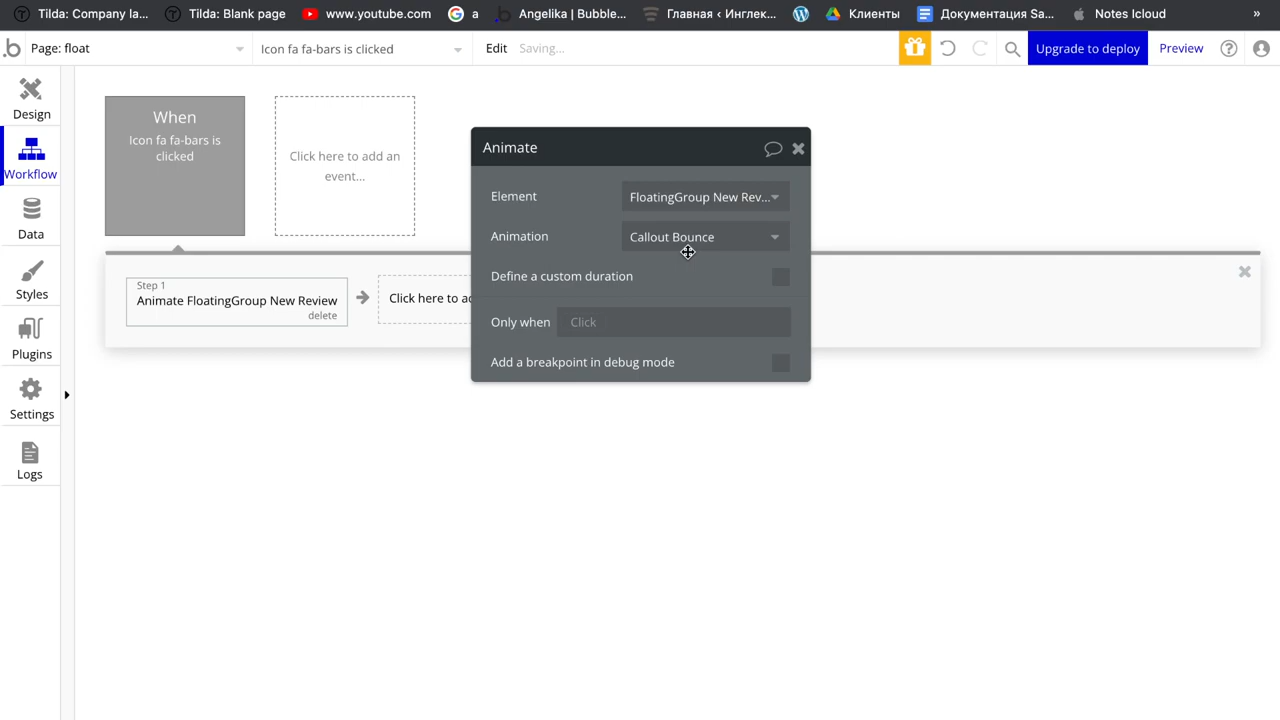 Tilda: Company la...
Tilda: Blank page
www.youtube.com
a
Angelika | Bubble...
Главная ‹ Инглек...
Клиенты
Документация Sa...
Notes Icloud
»
Page: float
Icon fa fa-bars is clicked
Edit
Saving...
Upgrade to deploy
Preview
Design
Workflow
Data
Styles
Plugins
Settings
Logs
When
Icon fa fa-bars is
clicked
Click here to add an
event...
Step 1
Animate FloatingGroup New Review
delete
Click here to ac
Animate
Element
FloatingGroup New Rev...
Animation
Callout Bounce
Define a custom duration
Only when
Click
Add a breakpoint in debug mode